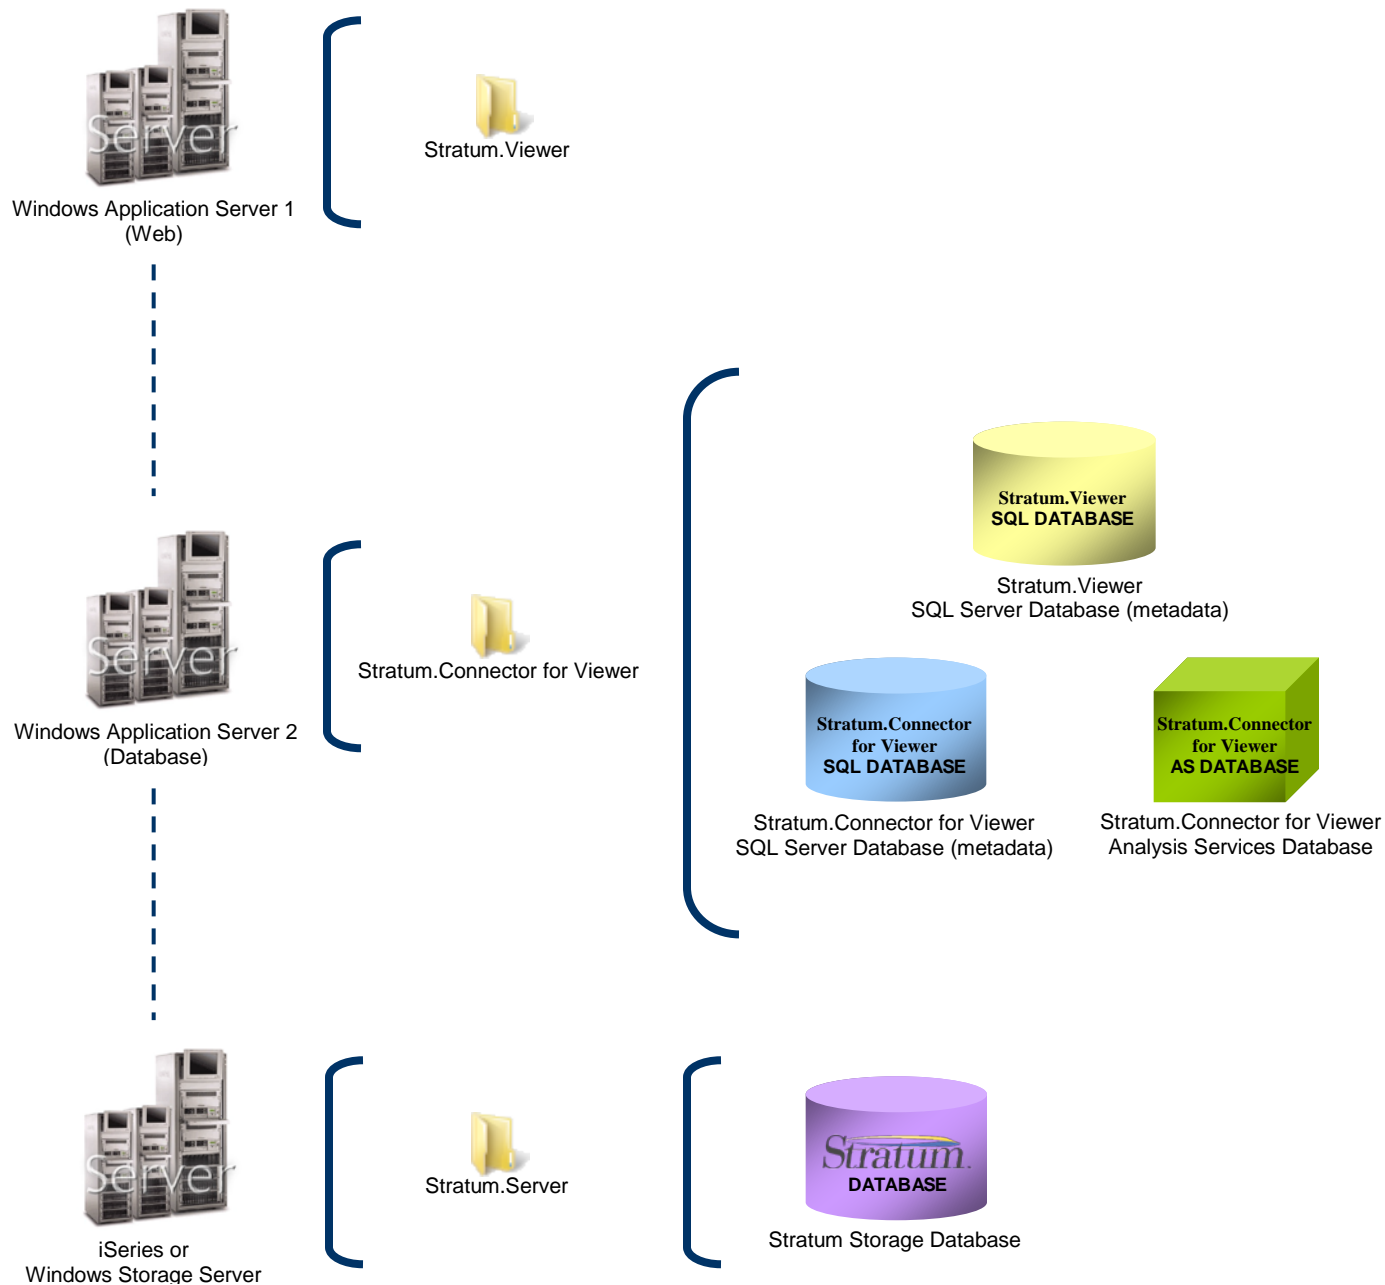 Server
Stratum.Viewer
Windows Application Server 1
(Web)
Stratum.Viewer
SQL DATABASE
Stratum.Viewer
SQL Server Database (metadata)
Server
Stratum.Connector for Viewer
Windows Application Server 2
(Database)
Stratum.Connector
for Viewer
SQL DATABASE
Stratum.Connector for Viewer
SQL Server Database (metadata)
Stratum.Connector
for Viewer
AS DATABASE
Stratum.Connector for Viewer
Analysis Services Database
Server
iSeries or
Windows Storage Server
Stratum.Server
Stratum.
DATABASE
Stratum Storage Database